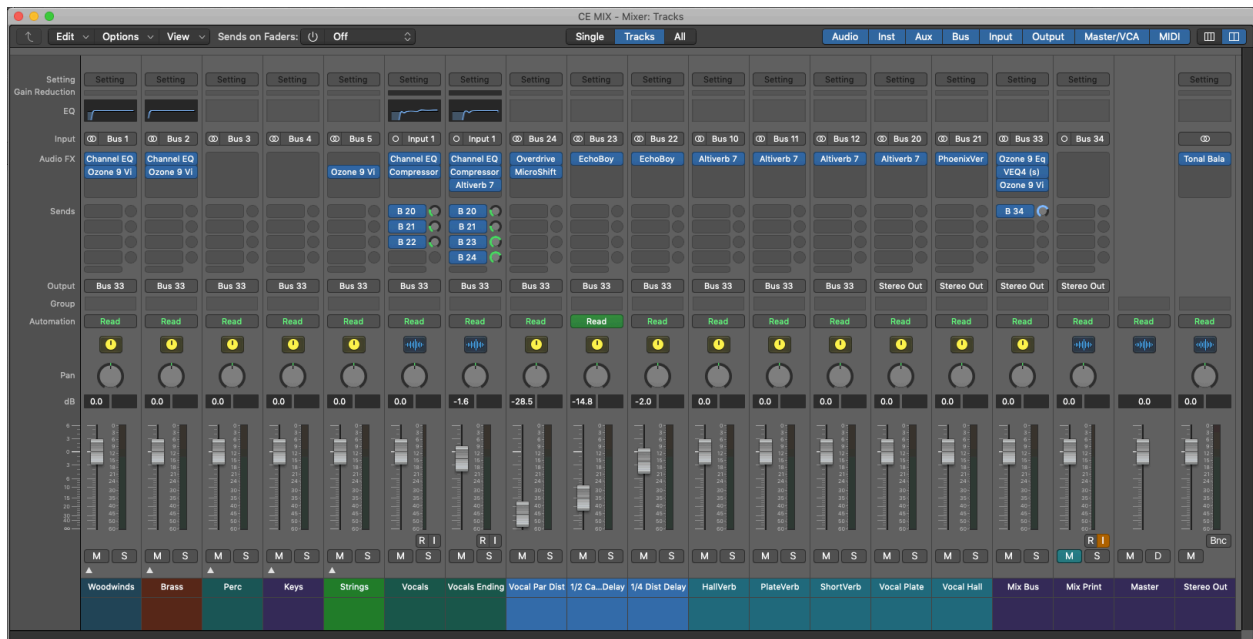 CE MIX - Mixer: Tracks
Edit Options View Sends on Faders: Off Single Tracks All Audio Inst Aux Bus Input Output Master/VCA MIDI
Setting Setting Setting Setting Setting Setting Setting Setting Setting Setting Setting Setting Setting Setting Setting Setting Setting Setting Setting
Gain Reduction
EQ
Input Bus 1 Bus 2 Bus 3 Bus 4 Bus 5 Input 1 Input 1 Bus 24 Bus 23 Bus 22 Bus 10 Bus 11 Bus 12 Bus 20 Bus 21 Bus 33 Bus 34
Audio FX Channel EQ Channel EQ Channel EQ Channel EQ Overdrive EchoBoy EchoBoy Altiverb 7 Altiverb 7 Altiverb 7 Altiverb 7 PhoenixVer Ozone 9 Eq Tonal Bala
Ozone 9 Vi Ozone 9 Vi Ozone 9 Vi Compressor Compressor MicroShift VEQ4 (s)
Altiverb 7 Ozone 9 Vi
Sends B 20 B 20 B 34
B 21 B 21
B 22 B 23
B 24
Output Bus 33 Bus 33 Bus 33 Bus 33 Bus 33 Bus 33 Bus 33 Bus 33 Bus 33 Bus 33 Bus 33 Bus 33 Bus 33 Stereo Out Stereo Out Stereo Out Stereo Out
Group
Automation Read Read Read Read Read Read Read Read Read Read Read Read Read Read Read Read Read Read Read
Pan
dB 0.0 0.0 0.0 0.0 0.0 0.0 -1.6 -28.5 -14.8 -2.0 0.0 0.0 0.0 0.0 0.0 0.0 0.0 0.0 0.0
R I R I R I Bnc
M S M S M S M S M S M S M S M S M S M S M S M S M S M S M S M S M S M D M
Woodwinds Brass Perc Keys Strings Vocals Vocals Ending Vocal Par Dist 1/2 Ca...Delay 1/4 Dist Delay HallVerb PlateVerb ShortVerb Vocal Plate Vocal Hall Mix Bus Mix Print Master Stereo Out